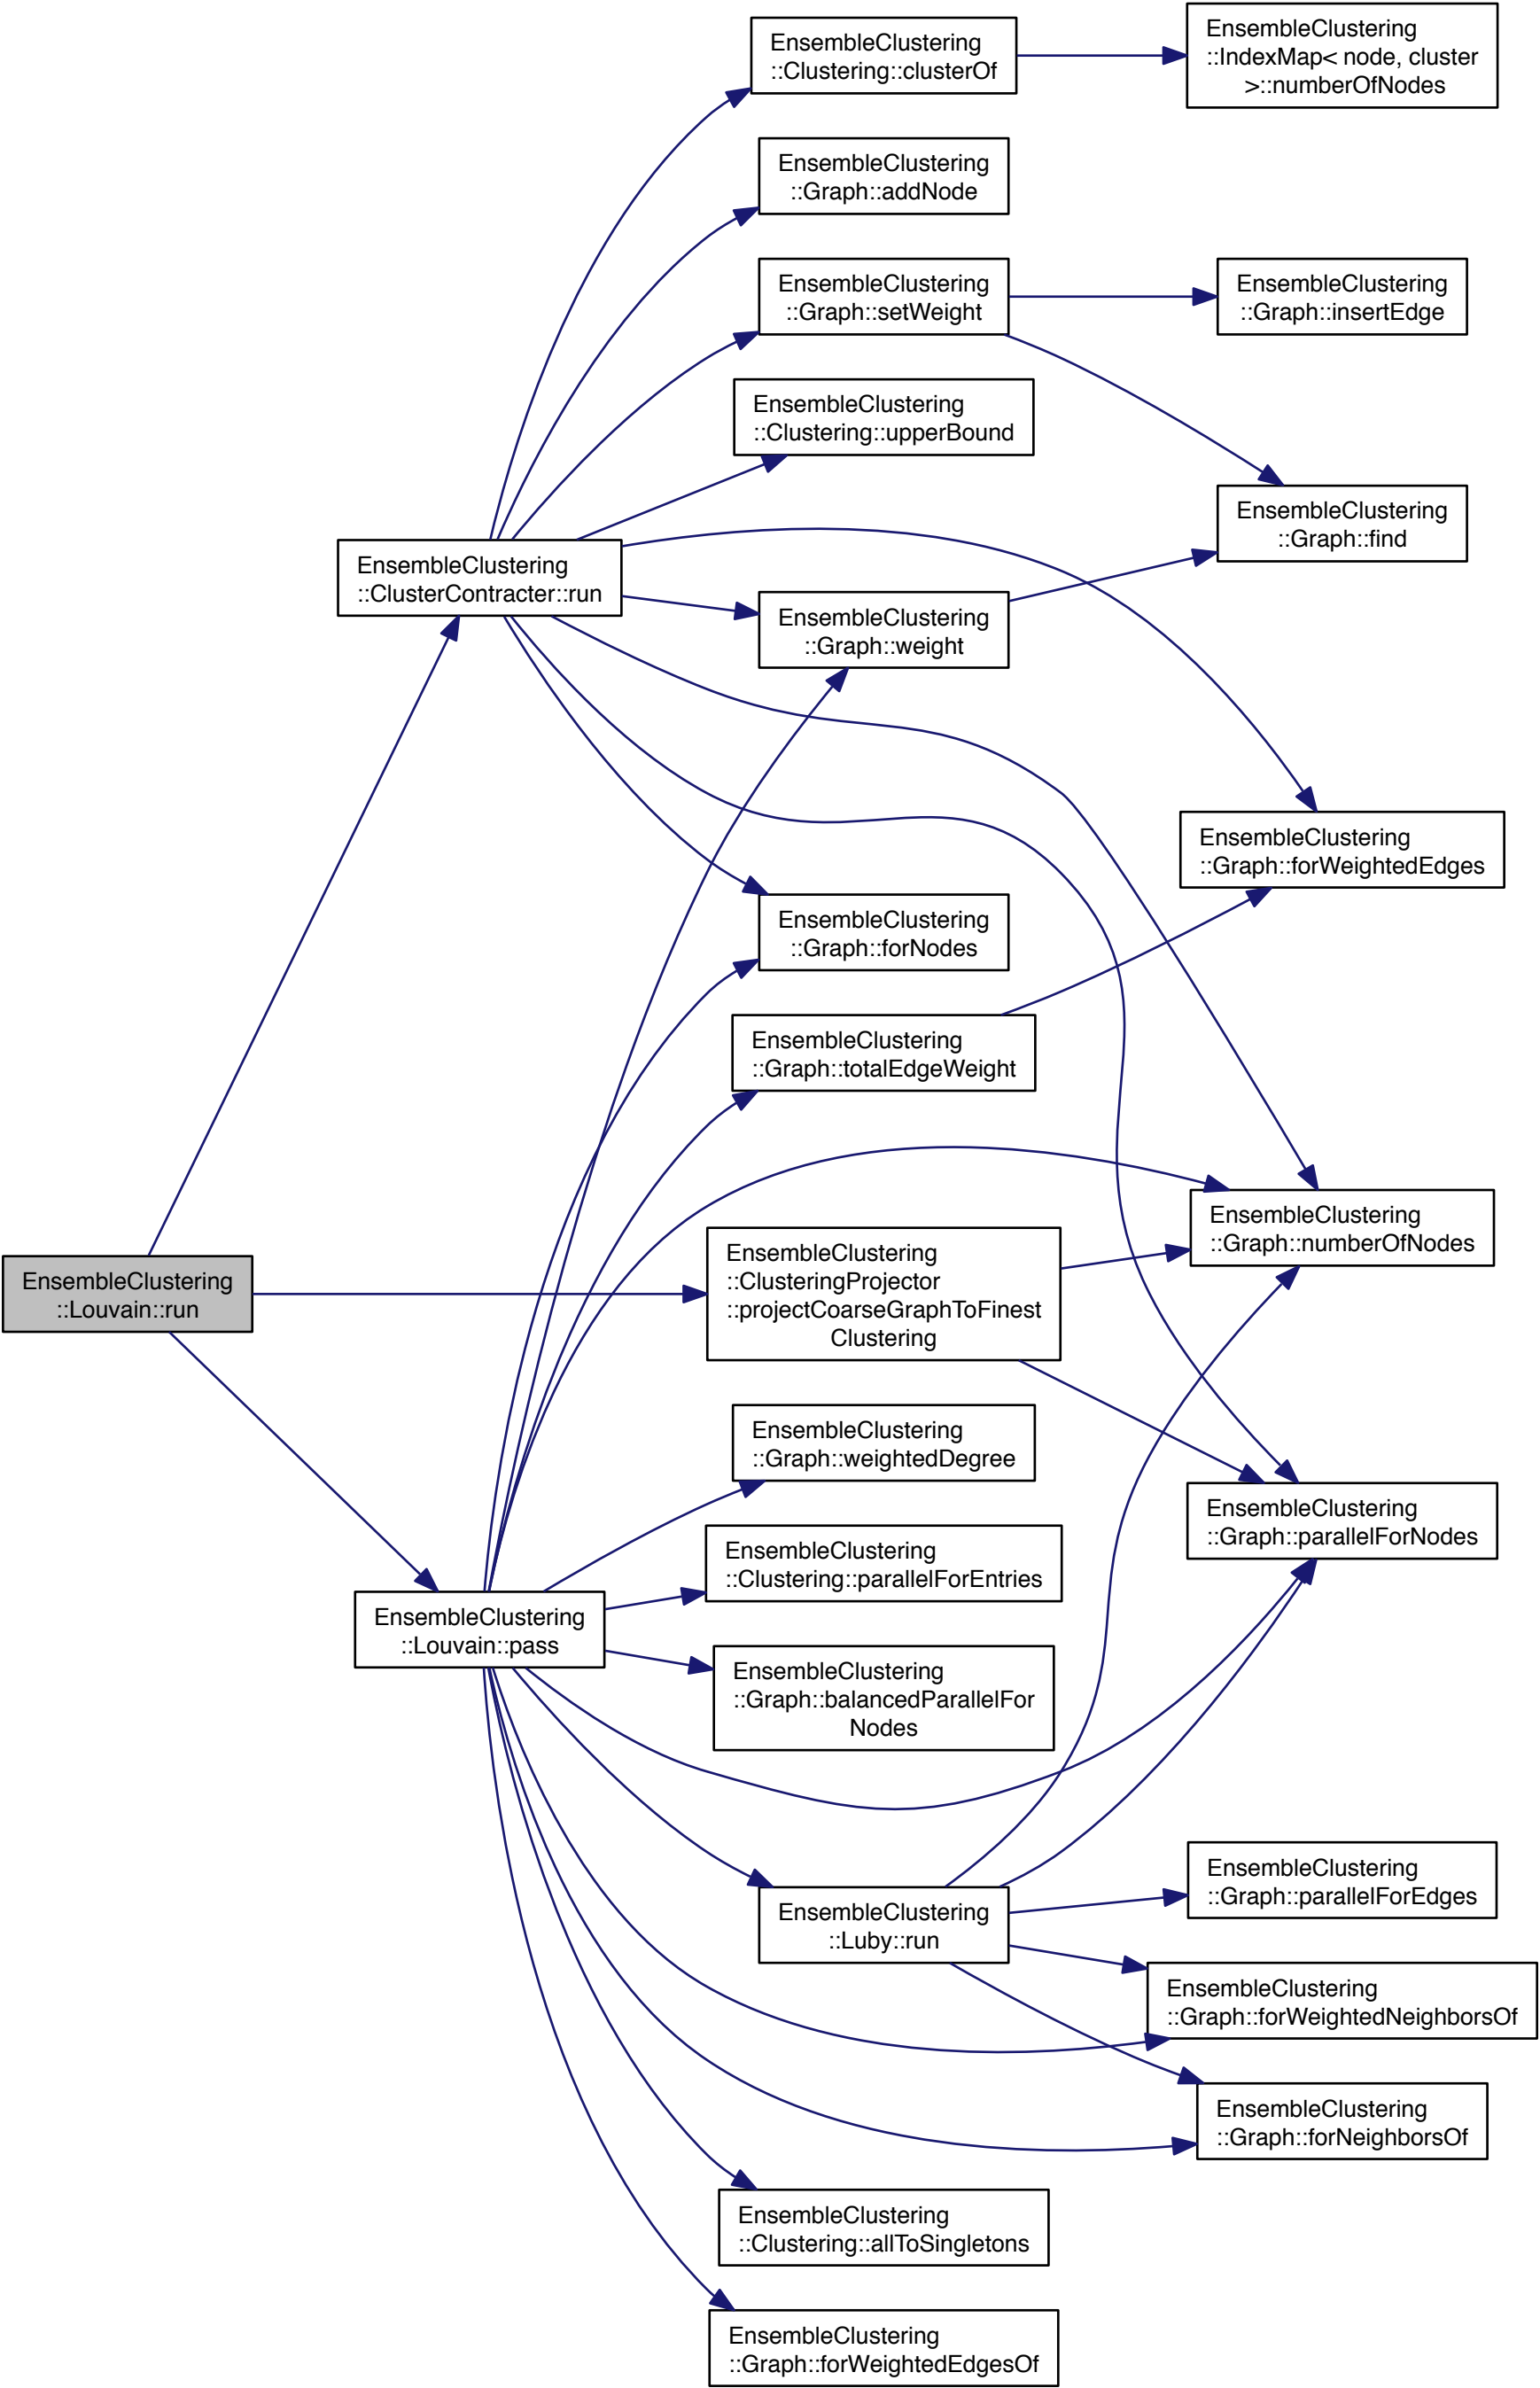 EnsembleClustering
::Louvain::run
EnsembleClustering
::ClusterContracter::run
EnsembleClustering
::Louvain::pass
EnsembleClustering
::Clustering::clusterOf
EnsembleClustering
::Graph::addNode
EnsembleClustering
::Graph::setWeight
EnsembleClustering
::Clustering::upperBound
EnsembleClustering
::Graph::weight
EnsembleClustering
::Graph::forNodes
EnsembleClustering
::Graph::totalEdgeWeight
EnsembleClustering
::ClusteringProjector
::projectCoarseGraphToFinest
Clustering
EnsembleClustering
::Graph::weightedDegree
EnsembleClustering
::Clustering::parallelForEntries
EnsembleClustering
::Graph::balancedParallelFor
Nodes
EnsembleClustering
::Luby::run
EnsembleClustering
::Clustering::allToSingletons
EnsembleClustering
::Graph::forWeightedEdgesOf
EnsembleClustering
::IndexMap< node, cluster
>::numberOfNodes
EnsembleClustering
::Graph::insertEdge
EnsembleClustering
::Graph::find
EnsembleClustering
::Graph::forWeightedEdges
EnsembleClustering
::Graph::numberOfNodes
EnsembleClustering
::Graph::parallelForNodes
EnsembleClustering
::Graph::parallelForEdges
EnsembleClustering
::Graph::forWeightedNeighborsOf
EnsembleClustering
::Graph::forNeighborsOf